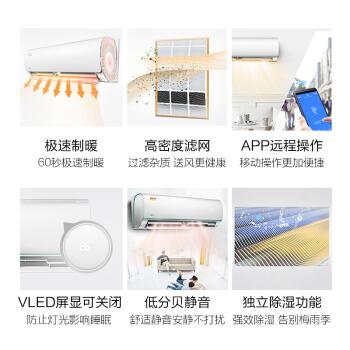 极速制暖
60秒极速制暖
高密度滤网
过滤杂质 送风更健康
APP远程操作
移动操作更加便捷
26
VLED屏显可关闭
防止灯光影响睡眠
低分贝静音
舒适静音安静不打扰
独立除湿功能
强效除湿 告别梅雨季